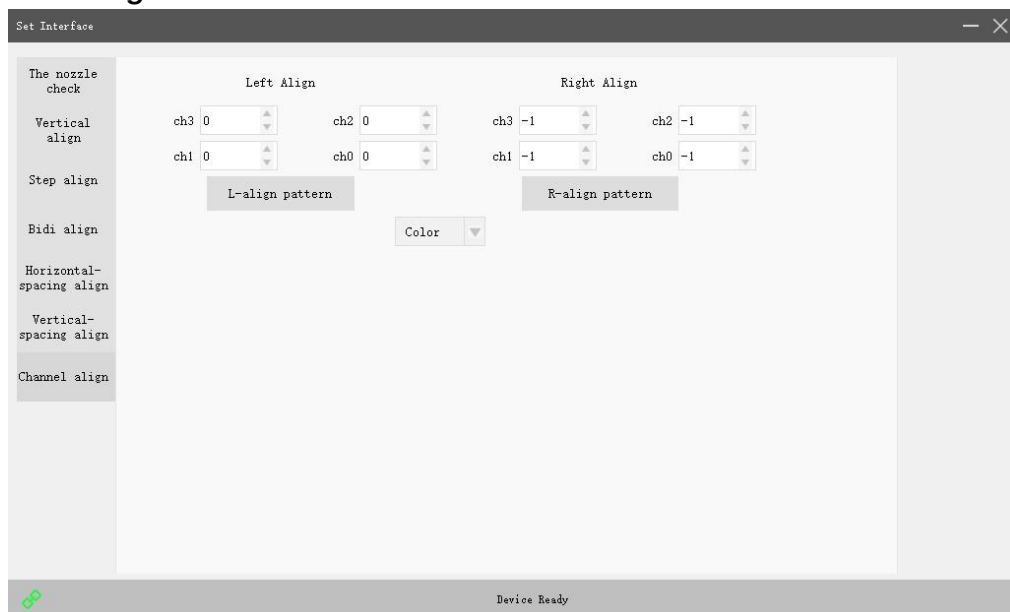 Set Interface
The nozzle
check
Vertical
align
Step align
Bidi align
Horizontal-
spacing align
Vertical-
spacing align
Channel align
Left Align
Right Align
ch3 0 ch2 0 ch3 -1 ch2 -1
ch1 0 ch0 0 ch1 -1 ch0 -1
L-align pattern
R-align pattern
Color
Device Ready